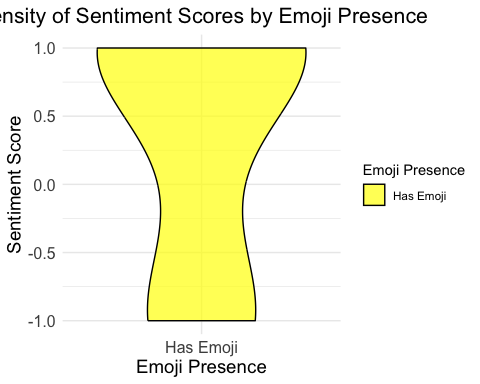 ensity of Sentiment Scores by Emoji Presence
1.0
0.5
0.0
-0.5
-1.0
Sentiment Score
Has Emoji
Emoji Presence
Emoji Presence
Has Emoji